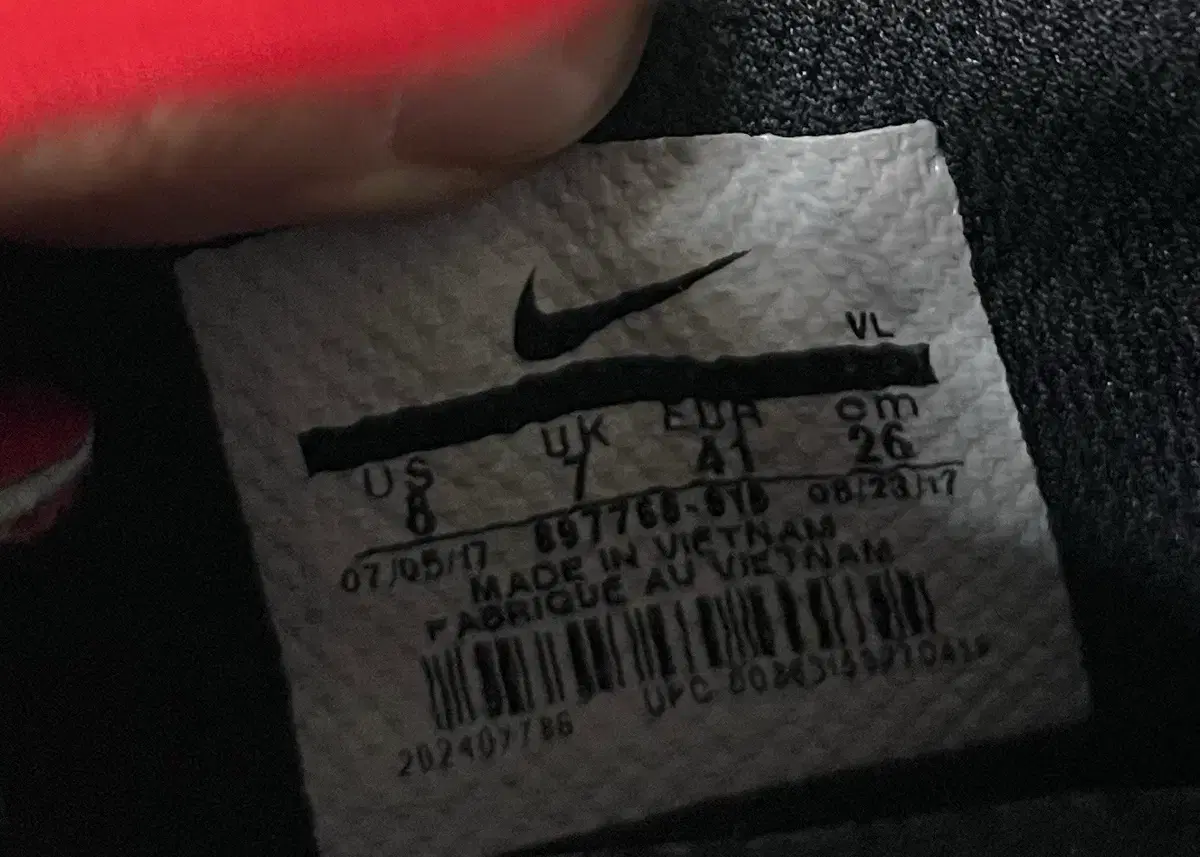 VL
US UK EUR cm
8 7 41 26
07/05/17 08/23/17
MADE IN VIETNAM
FABRIQUE AU VIETNAM
UPC
202407786